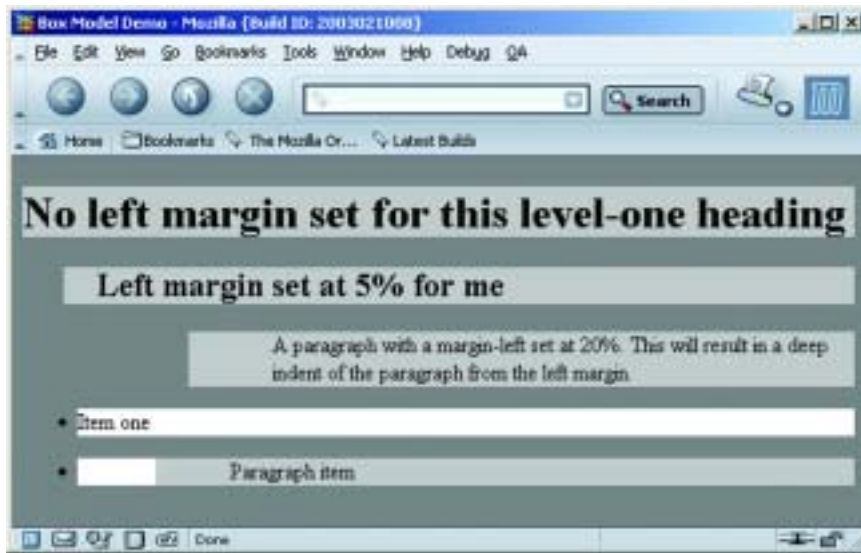 Box Model Demo - Mozilla {Build ID: 2003021008}
File Edit View Go Bookmarks Tools Window Help Debug QA
Search
Home Bookmarks The Mozilla Or... Latest Builds
No left margin set for this level-one heading
Left margin set at 5% for me
A paragraph with a margin-left set at 20%. This will result in a deep
indent of the paragraph from the left margin.
• Item one
• Paragraph item
Done